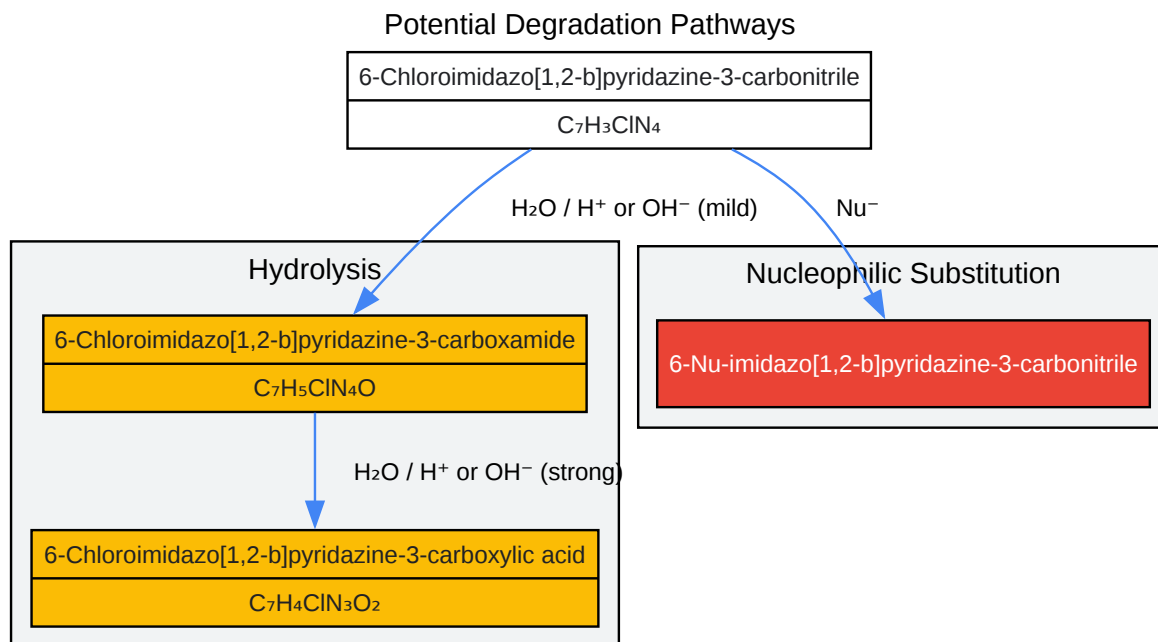 Potential Degradation Pathways
6-Chloroimidazo[1,2-b]pyridazine-3-carbonitrile
C₇H₃ClN₄
H₂O / H⁺ or OH⁻ (mild)
Nu⁻
Hydrolysis
Nucleophilic Substitution
6-Chloroimidazo[1,2-b]pyridazine-3-carboxamide
C₇H₅ClN₄O
6-Nu-imidazo[1,2-b]pyridazine-3-carbonitrile
H₂O / H⁺ or OH⁻ (strong)
6-Chloroimidazo[1,2-b]pyridazine-3-carboxylic acid
C₇H₄ClN₃O₂